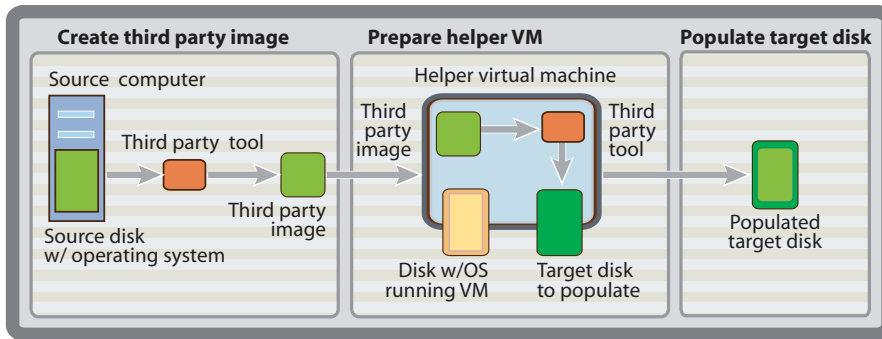 Create third party image
Source computer
Third party tool
Third party
image
Source disk
w/ operating system
Prepare helper VM
Helper virtual machine
Third
party
image
Third
party
tool
Disk w/OS
running VM
Target disk
to populate
Populate target disk
Populated
target disk